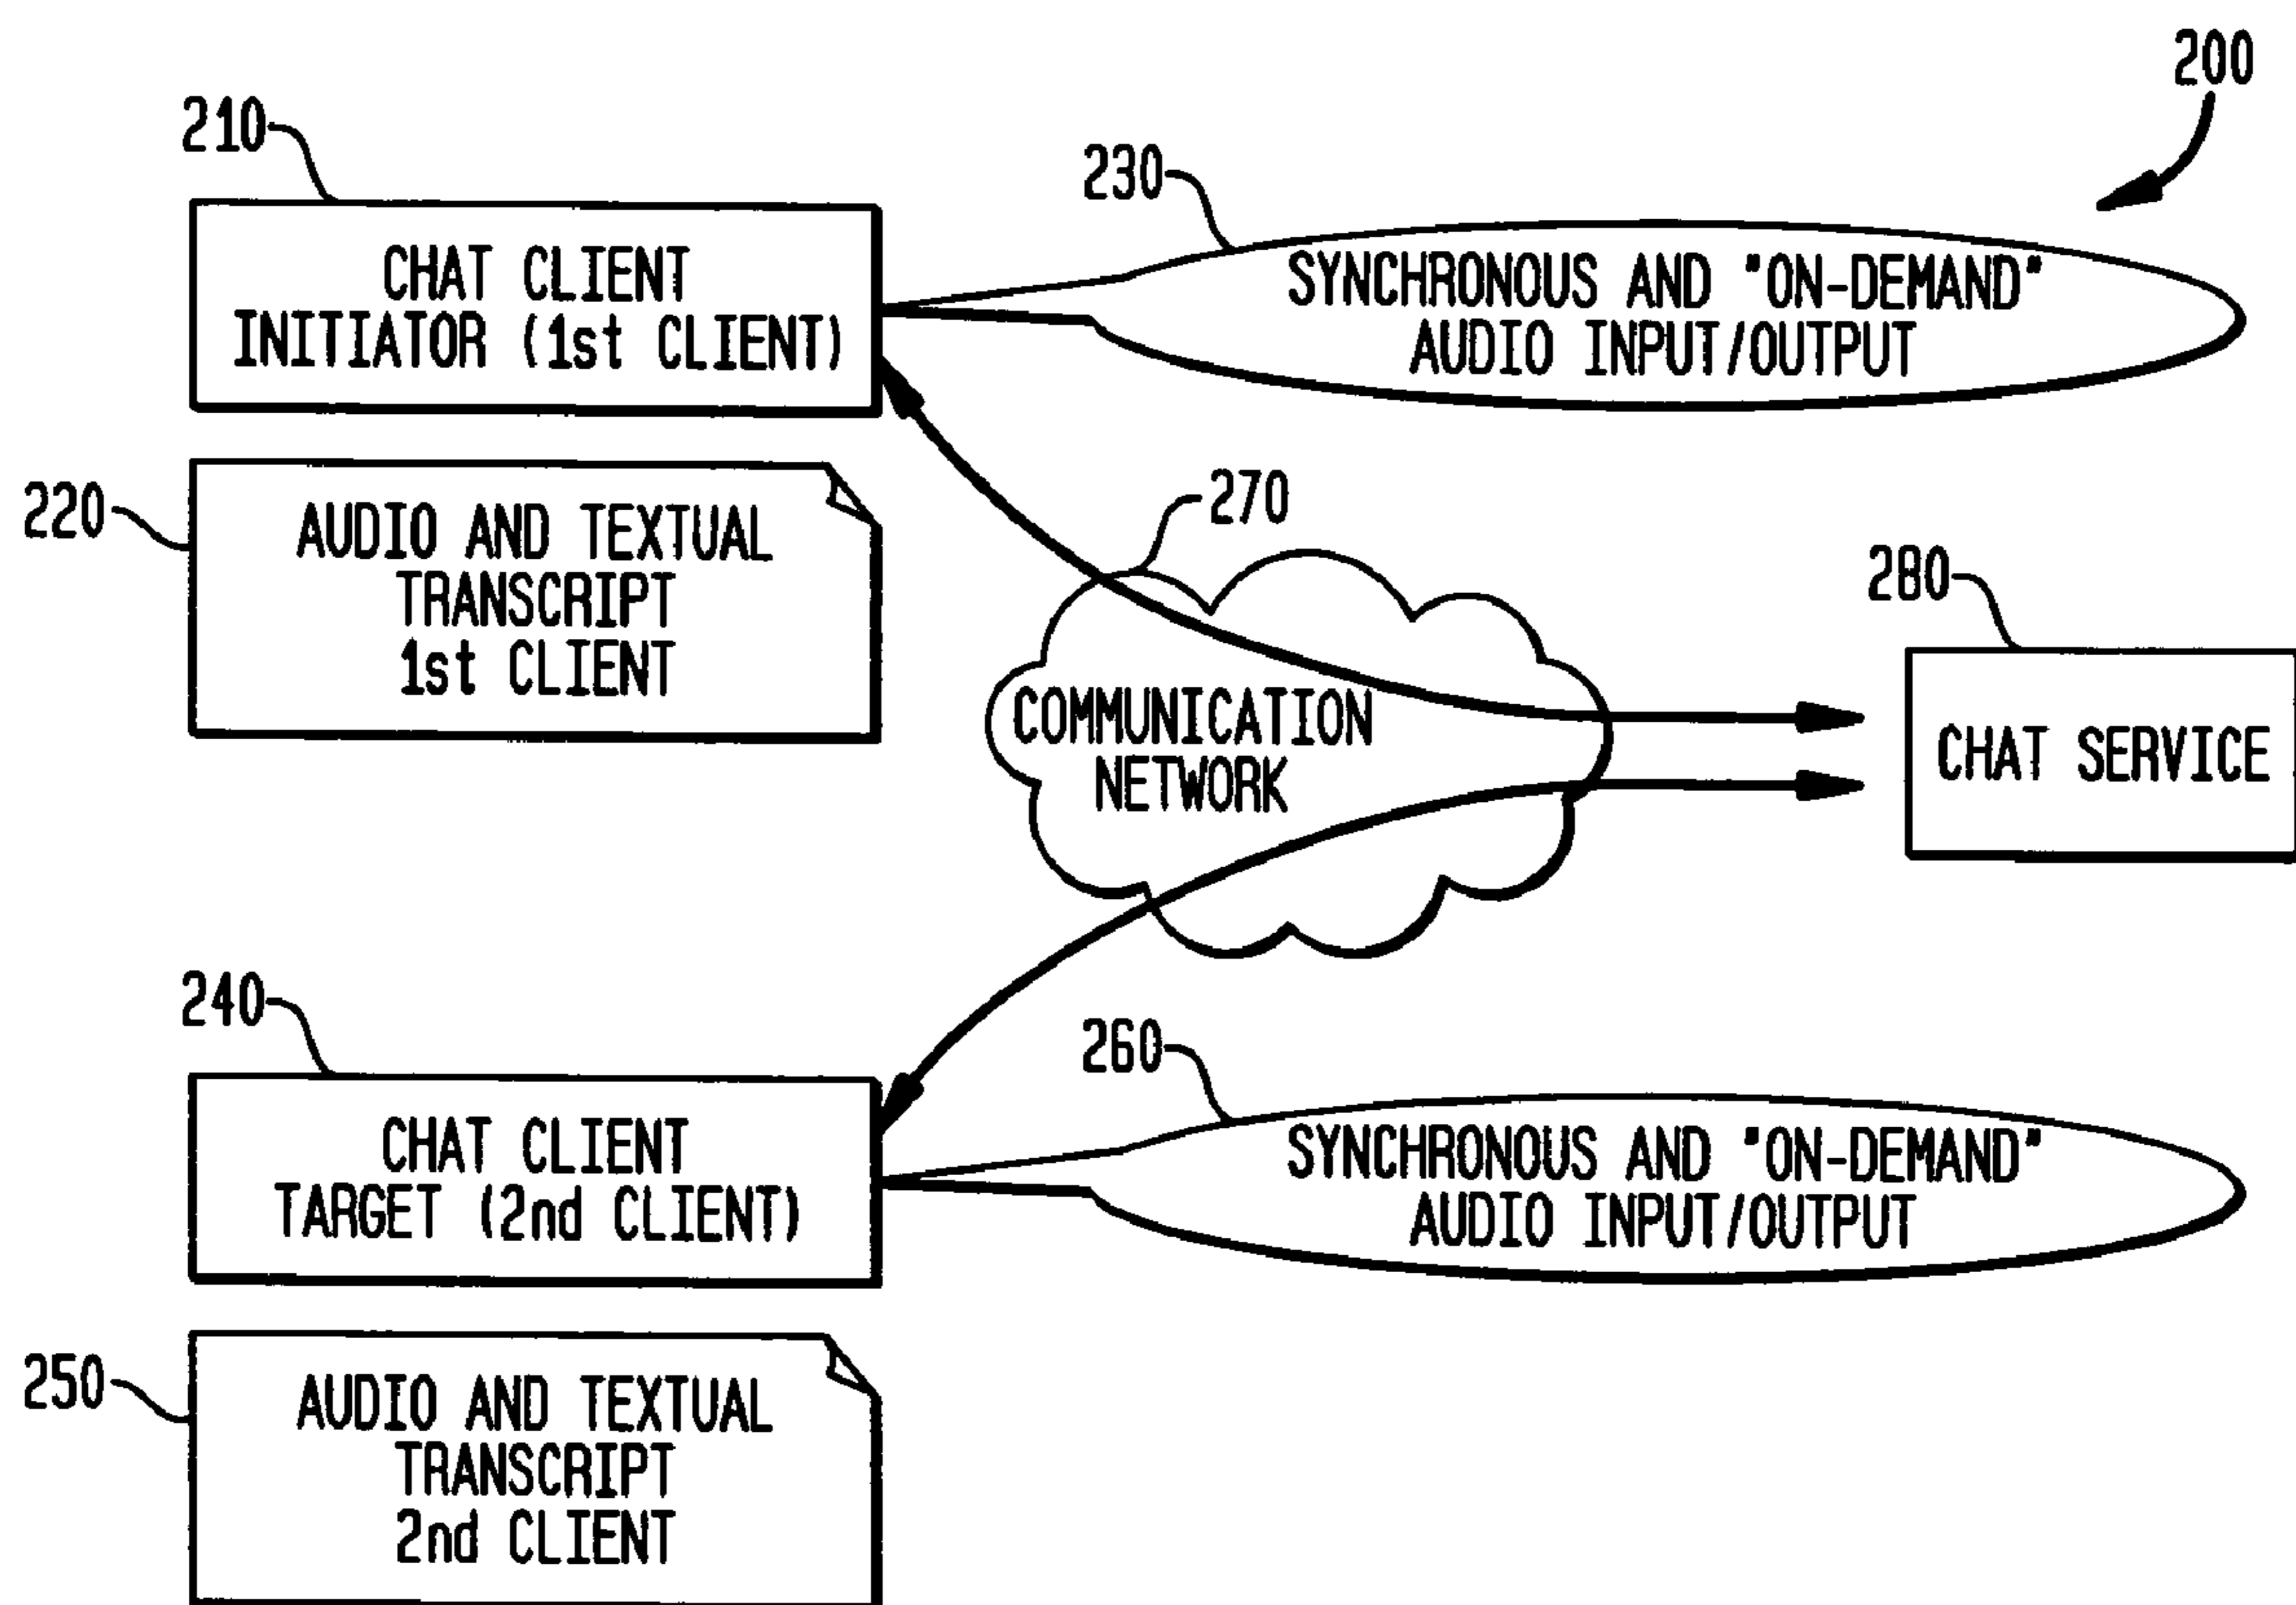 200
210
230
CHAT CLIENT
INITIATOR (1st CLIENT)
SYNCHRONOUS AND "ON-DEMAND"
AUDIO INPUT/OUTPUT
220
AUDIO AND TEXTUAL
TRANSCRIPT
1st CLIENT
270
COMMUNICATION
NETWORK
280
CHAT SERVICE
240
260
CHAT CLIENT
TARGET (2nd CLIENT)
SYNCHRONOUS AND "ON-DEMAND"
AUDIO INPUT/OUTPUT
250
AUDIO AND TEXTUAL
TRANSCRIPT
2nd CLIENT